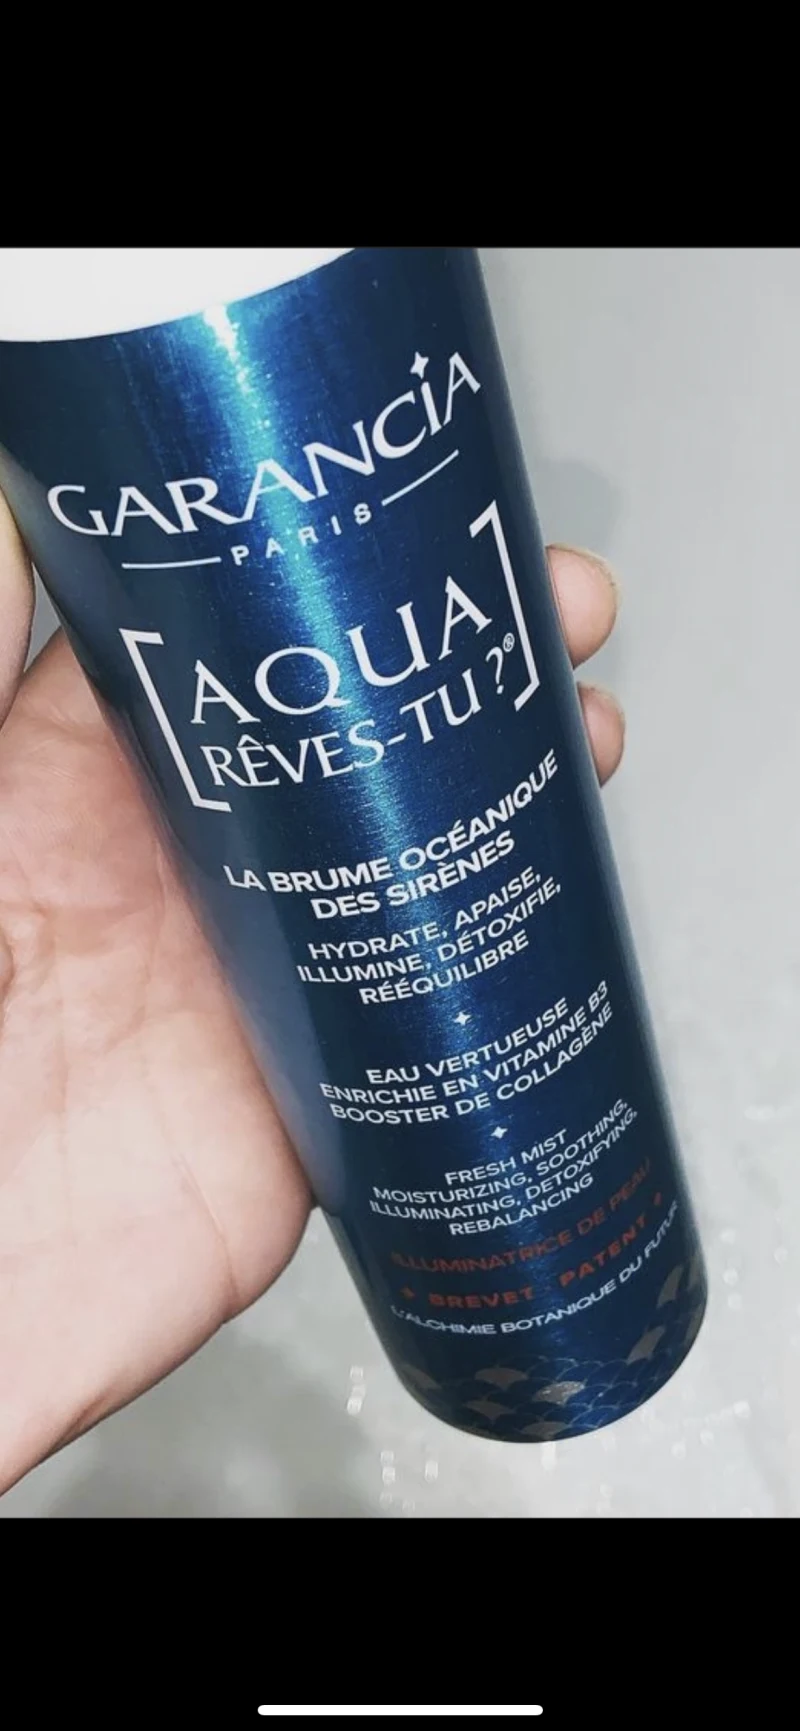 GARANCIA
PARIS
[AQUA
RÊVES-TU ?®]
LA BRUME OCÉANIQUE
DES SIRÈNES
HYDRATE, APAISE,
ILLUMINE, DÉTOXIFIE,
RÉÉQUILIBRE
EAU VERTUEUSE
ENRICHIE EN VITAMINE B3
BOOSTER DE COLLAGÈNE
FRESH MIST
MOISTURIZING, SOOTHING,
ILLUMINATING, DETOXIFYING,
REBALANCING
ILLUMINATRICE DE PEAU
BREVET PATENT
L'ALCHIMIE BOTANIQUE DU FUTUR